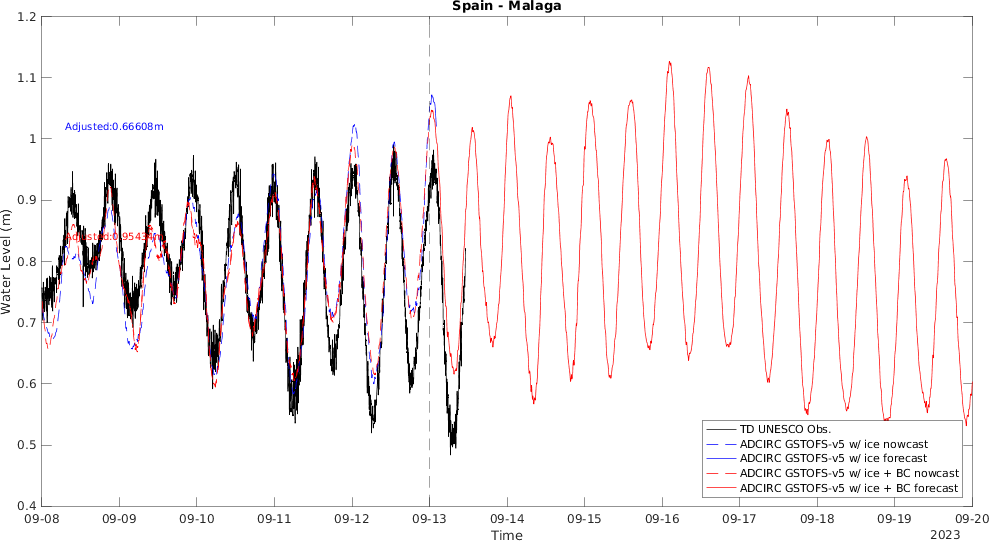 Spain - Malaga
1.2
1.1
1
0.9
0.8
0.7
0.6
0.5
0.4
Water Level (m)
Adjusted:0.66608m
TD UNESCO Obs.
ADCIRC GSTOFS-v5 w/ ice nowcast
ADCIRC GSTOFS-v5 w/ ice forecast
ADCIRC GSTOFS-v5 w/ ice + BC nowcast
ADCIRC GSTOFS-v5 w/ ice + BC forecast
09-08 09-09 09-10 09-11 09-12 09-13 09-14 09-15 09-16 09-17 09-18 09-19 09-20
Time
2023